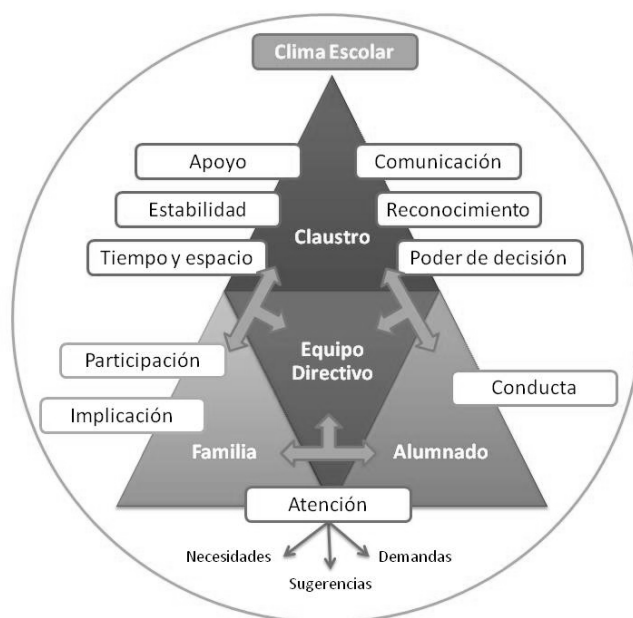 Clima Escolar
Apoyo
Comunicación
Estabilidad
Reconocimiento
Claustro
Tiempo y espacio
Poder de decisión
Equipo
Directivo
Participación
Conducta
Implicación
Familia
Alumnado
Atención
Necesidades
Demandas
Sugerencias